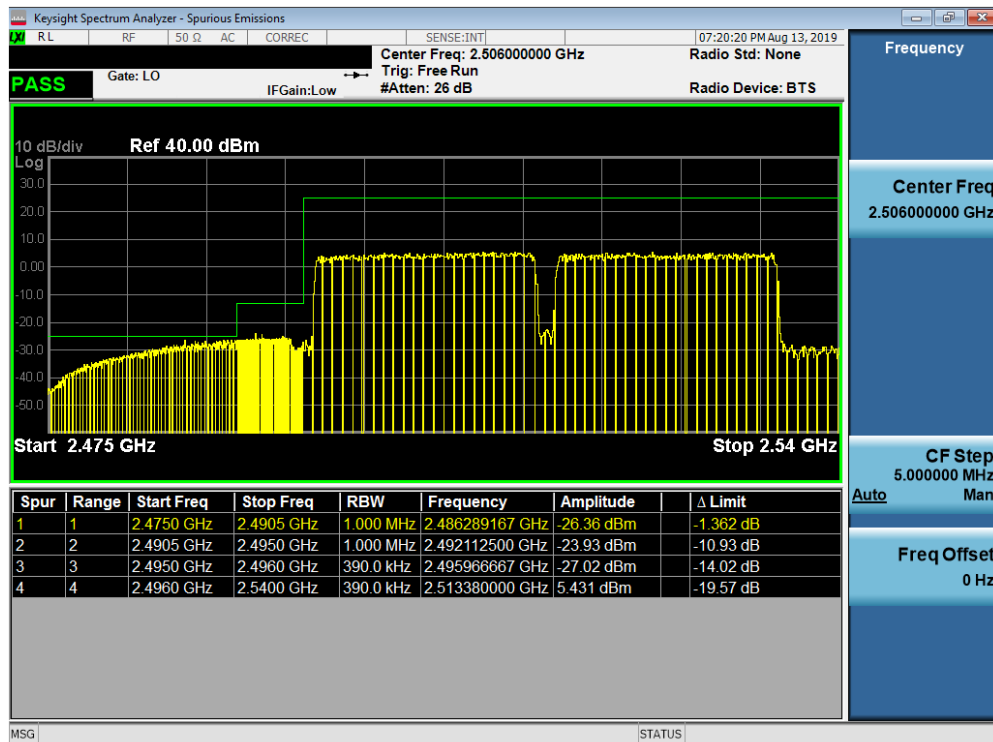 Keysight Spectrum Analyzer - Spurious Emissions
LXI RL RF 50 Ω AC CORREC SENSE:INT 07:20:20 PM Aug 13, 2019
Center Freq: 2.506000000 GHz Radio Std: None
PASS Gate: LO Trig: Free Run
IFGain:Low #Atten: 26 dB Radio Device: BTS
10 dB/div Ref 40.00 dBm
Log
30.0
20.0
10.0
0.00
-10.0
-20.0
-30.0
-40.0
-50.0
Start 2.475 GHz Stop 2.54 GHz
Spur Range Start Freq Stop Freq RBW Frequency Amplitude Δ Limit
1 1 2.4750 GHz 2.4905 GHz 1.000 MHz 2.486289167 GHz -26.36 dBm -1.362 dB
2 2 2.4905 GHz 2.4950 GHz 1.000 MHz 2.492112500 GHz -23.93 dBm -10.93 dB
3 3 2.4950 GHz 2.4960 GHz 390.0 kHz 2.495966667 GHz -27.02 dBm -14.02 dB
4 4 2.4960 GHz 2.5400 GHz 390.0 kHz 2.513380000 GHz 5.431 dBm -19.57 dB
Frequency
Center Freq
2.506000000 GHz
CF Step
5.000000 MHz
Auto Man
Freq Offset
0 Hz
MSG STATUS